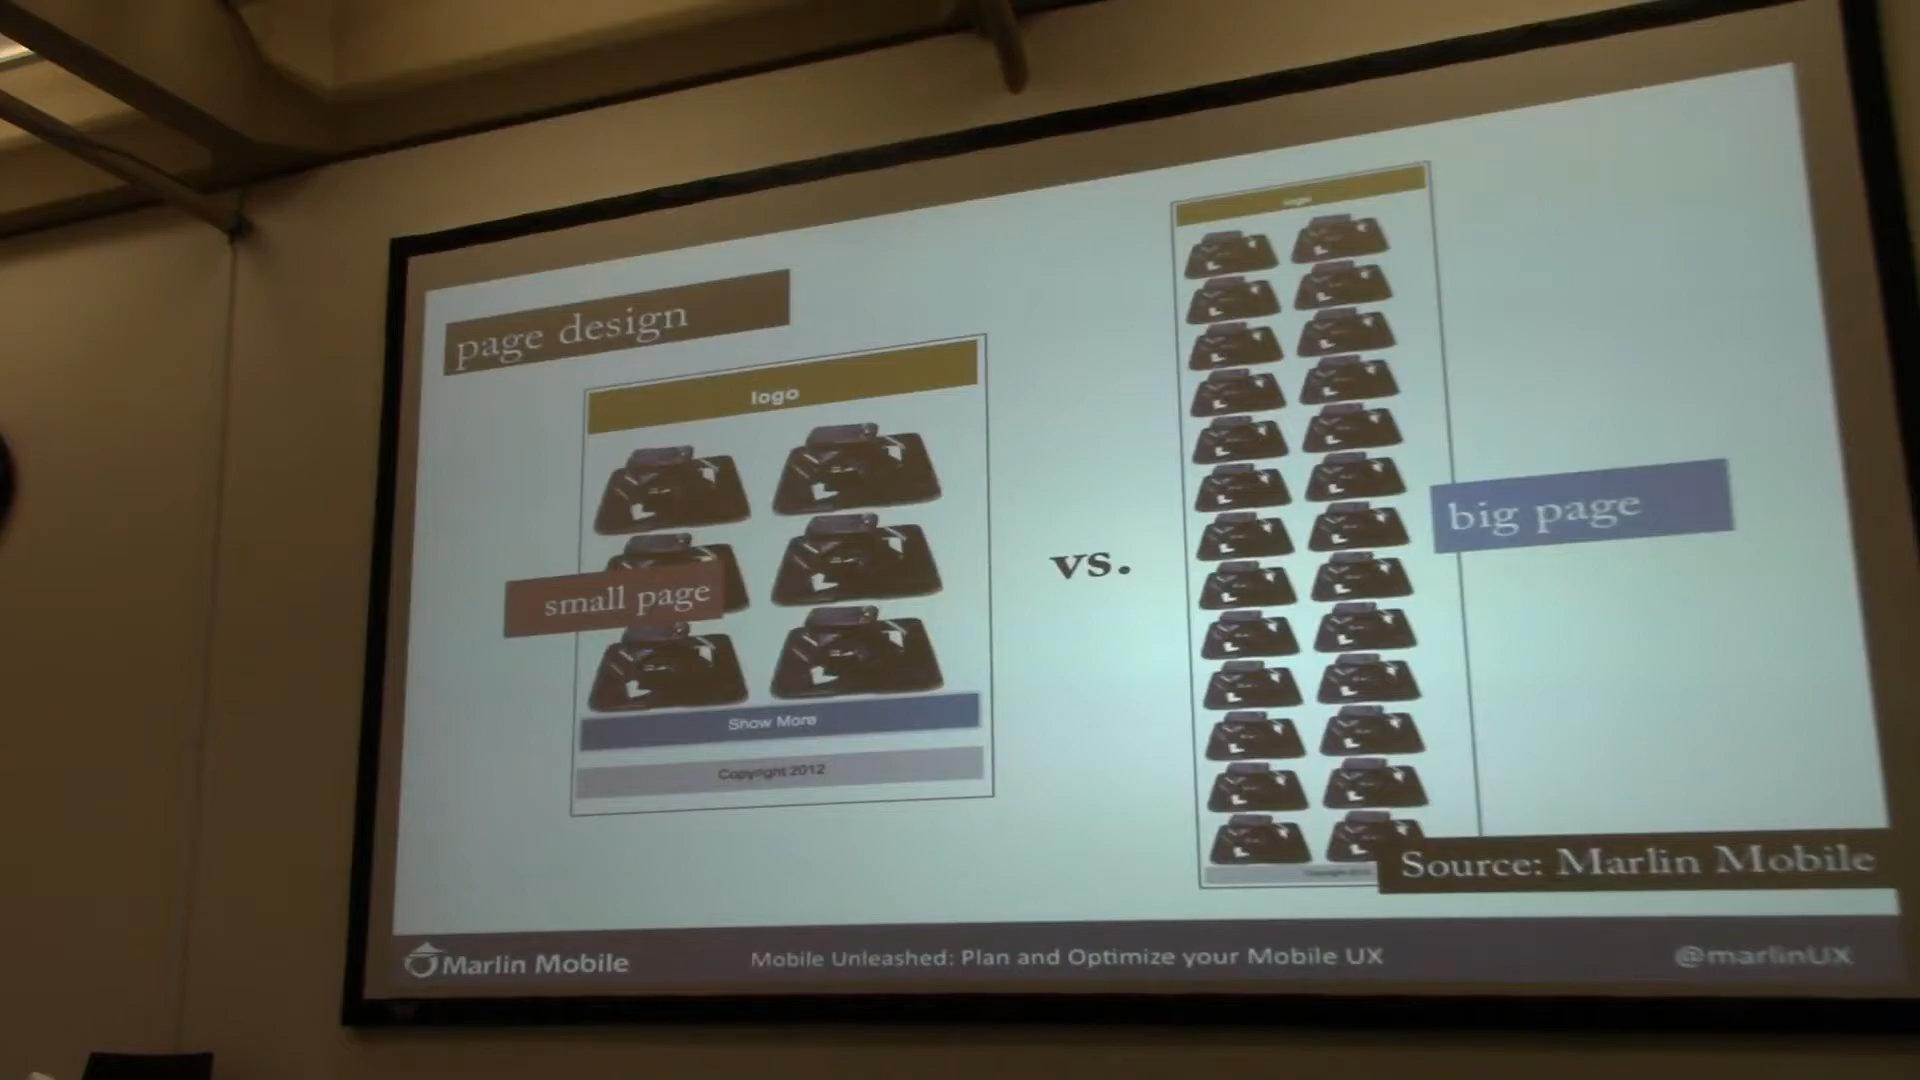 page design
logo
small page
Show More
Copyright 2012
vs.
logo
big page
Source: Marlin Mobile
Marlin Mobile
Mobile Unleashed: Plan and Optimize your Mobile UX
@marlinUX